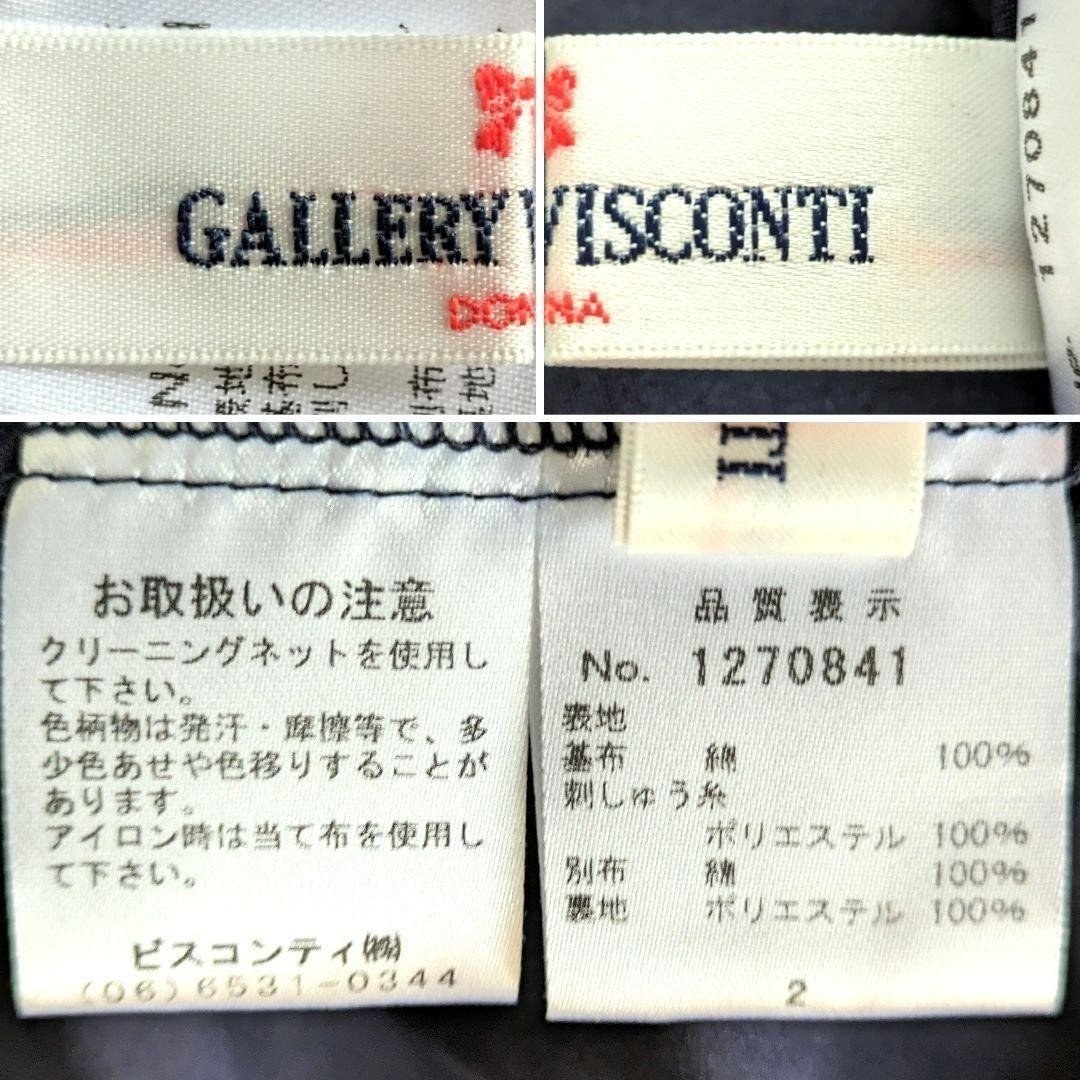 GALLERY VISCONTI
DONNA
1270841
お取扱いの注意
クリーニングネットを使用し
て下さい。
色柄物は発汗・摩擦等で、多
少色あせや色移りすることが
あります。
アイロン時は当て布を使用し
て下さい。
ビスコンティ㈱
(06)6531-0344
TI
品質表示
No. 1270841
表地
基布 綿 100%
刺しゅう糸
ポリエステル 100%
別布 綿 100%
裏地 ポリエステル 100%
2